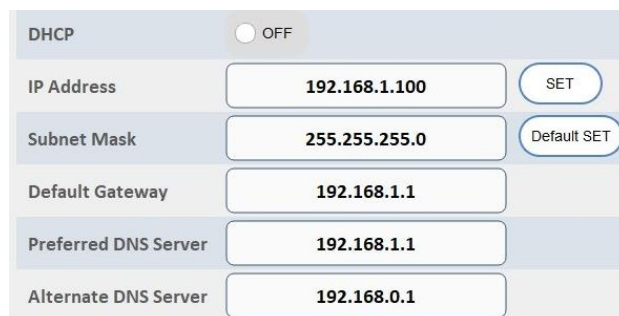 DHCP OFF
IP Address 192.168.1.100 SET
Subnet Mask 255.255.255.0 Default SET
Default Gateway 192.168.1.1
Preferred DNS Server 192.168.1.1
Alternate DNS Server 192.168.0.1